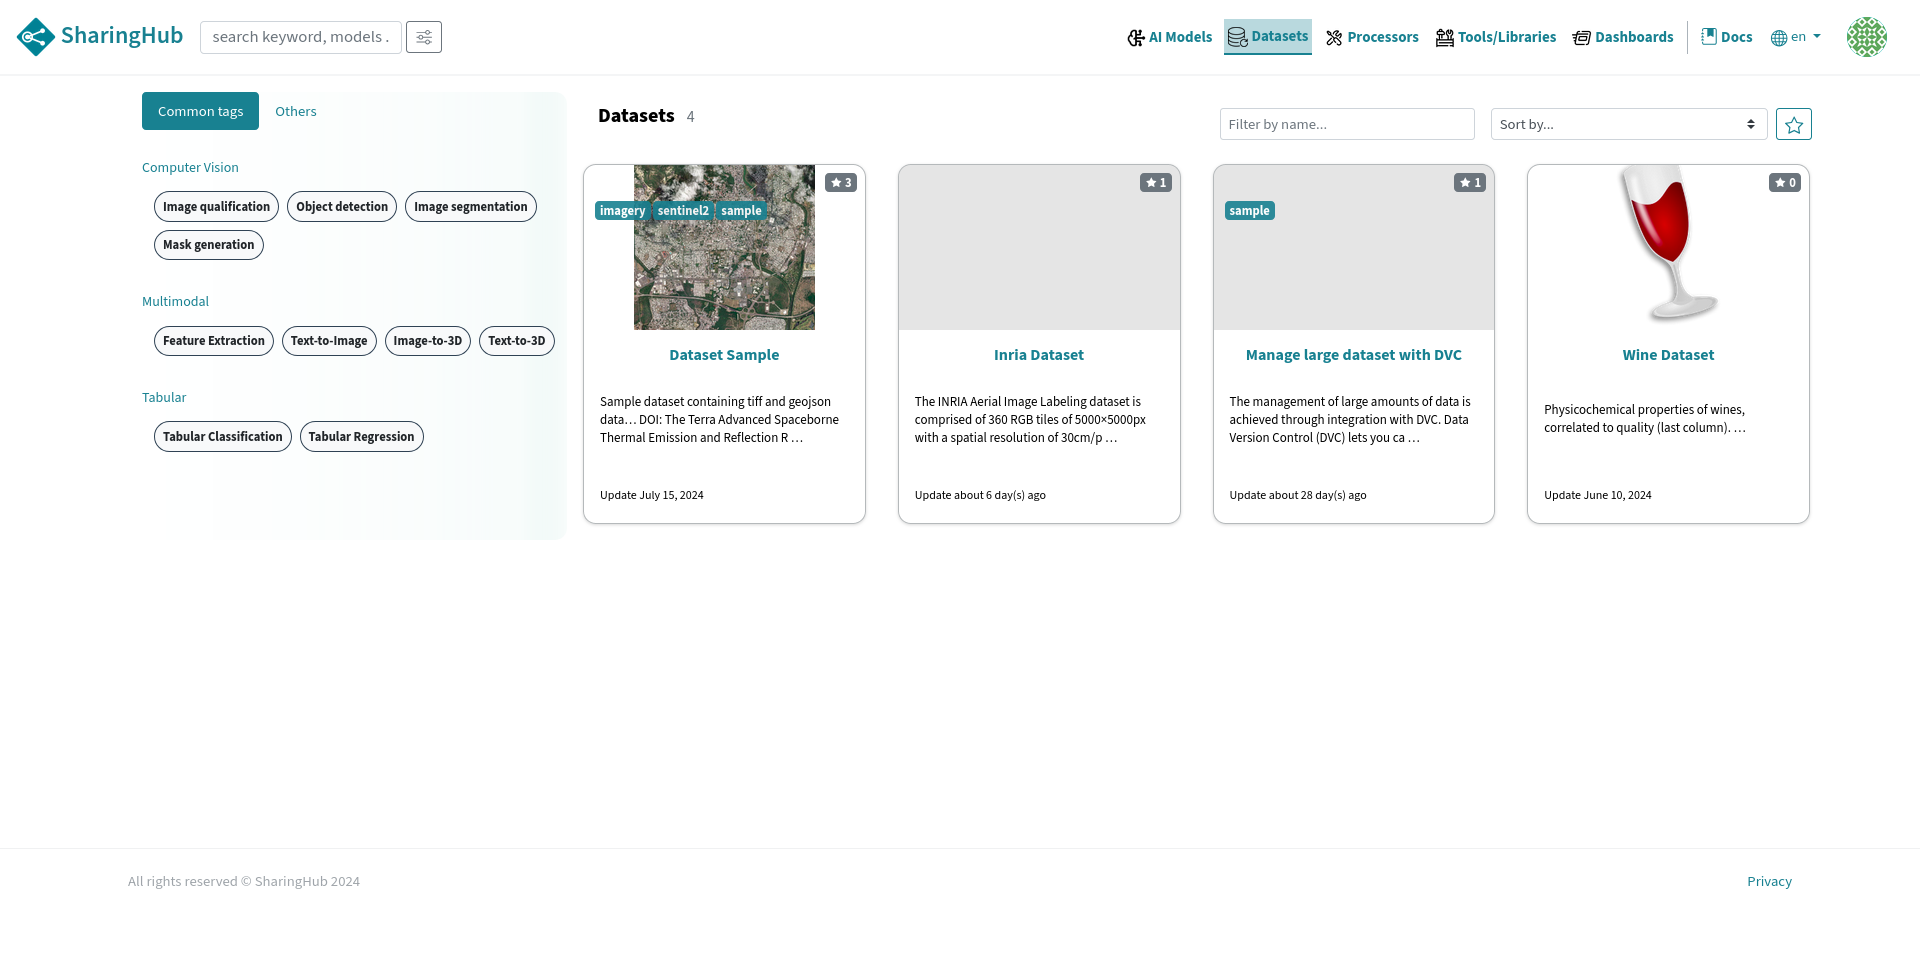 SharingHub
search keyword, models .
AI Models
Datasets
Processors
Tools/Libraries
Dashboards
Docs
en
Common tags
Others
Computer Vision
Image qualification
Object detection
Image segmentation
Mask generation
Multimodal
Feature Extraction
Text-to-Image
Image-to-3D
Text-to-3D
Tabular
Tabular Classification
Tabular Regression
Datasets 4
Filter by name...
Sort by...
3
imagery sentinel2 sample
Dataset Sample
Sample dataset containing tiff and geojson
data… DOI: The Terra Advanced Spaceborne
Thermal Emission and Reflection R …
Update July 15, 2024
1
Inria Dataset
The INRIA Aerial Image Labeling dataset is
comprised of 360 RGB tiles of 5000×5000px
with a spatial resolution of 30cm/p …
Update about 6 day(s) ago
1
sample
Manage large dataset with DVC
The management of large amounts of data is
achieved through integration with DVC. Data
Version Control (DVC) lets you ca …
Update about 28 day(s) ago
0
Wine Dataset
Physicochemical properties of wines,
correlated to quality (last column). …
Update June 10, 2024
All rights reserved © SharingHub 2024
Privacy